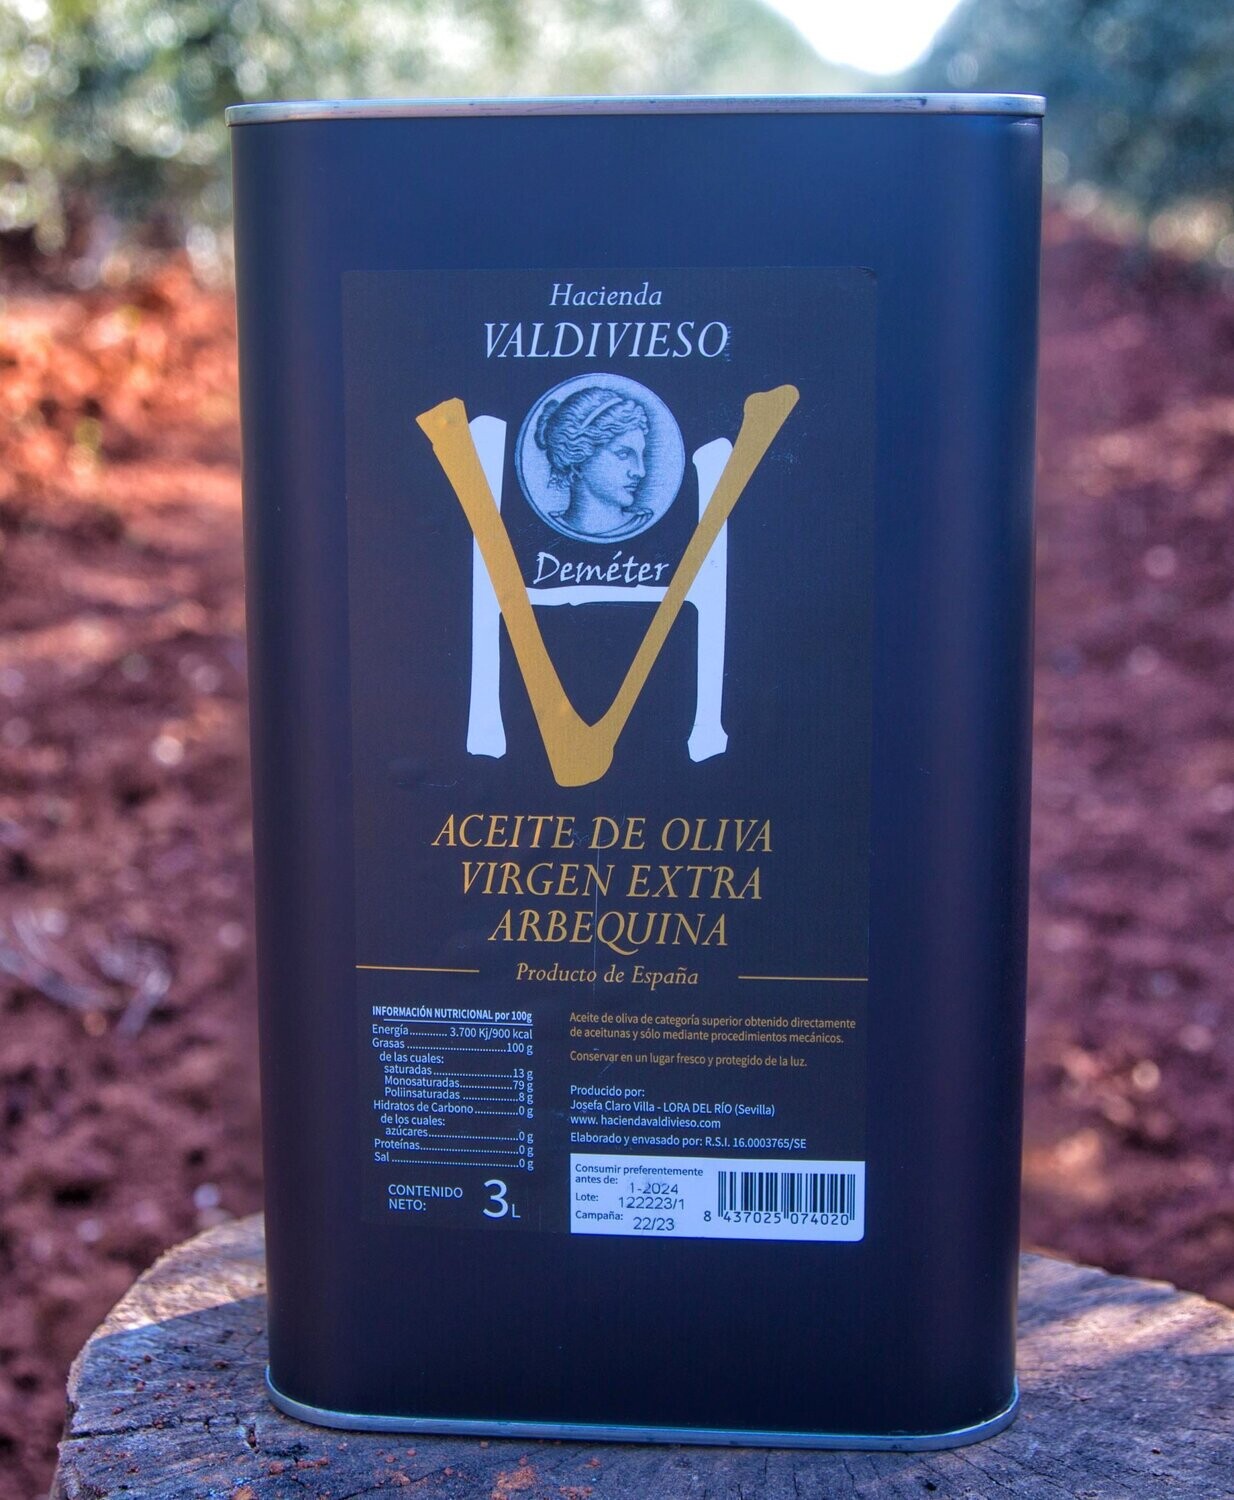 Hacienda
VALDIVIESO
Deméter
ACEITE DE OLIVA
VIRGEN EXTRA
ARBEQUINA
Producto de España
INFORMACIÓN NUTRICIONAL por 100g
Energía............ 3.700 Kj/900 kcal
Grasas ................................100 g
de las cuales:
saturadas..........................13 g
Monosaturadas.................79 g
Poliinsaturadas ..................8 g
Hidratos de Carbono..............0 g
de los cuales:
azúcares.............................0 g
Proteínas................................0 g
Sal ..........................................0 g
CONTENIDO
NETO:
3 L
Aceite de oliva de categoría superior obtenido directamente
de aceitunas y sólo mediante procedimientos mecánicos.
Conservar en un lugar fresco y protegido de la luz.
Producido por:
Josefa Claro Villa - LORA DEL RÍO (Sevilla)
www. haciendavaldivieso.com
Elaborado y envasado por: R.S.I. 16.0003765/SE
Consumir preferentemente
antes de: 1-2024
Lote: 122223/1
Campaña: 22/23
8 437025 074020